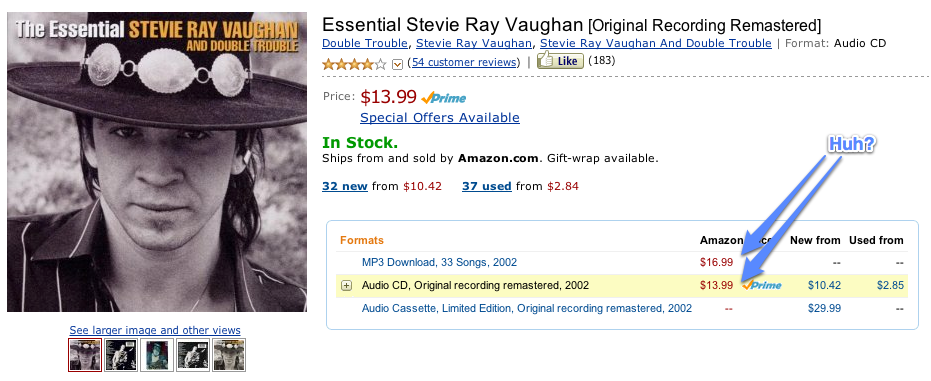 The Essential STEVIE RAY VAUGHAN
AND DOUBLE TROUBLE
See larger image and other views
Essential Stevie Ray Vaughan [Original Recording Remastered]
Double Trouble, Stevie Ray Vaughan, Stevie Ray Vaughan And Double Trouble | Format: Audio CD
(54 customer reviews) | Like (183)
Price: $13.99 Prime
Special Offers Available
In Stock.
Ships from and sold by Amazon.com. Gift-wrap available.
32 new from $10.42 37 used from $2.84
Huh?
Formats Amazon New from Used from
MP3 Download, 33 Songs, 2002 $16.99 -- --
Audio CD, Original recording remastered, 2002 $13.99 Prime $10.42 $2.85
Audio Cassette, Limited Edition, Original recording remastered, 2002 -- $29.99 --